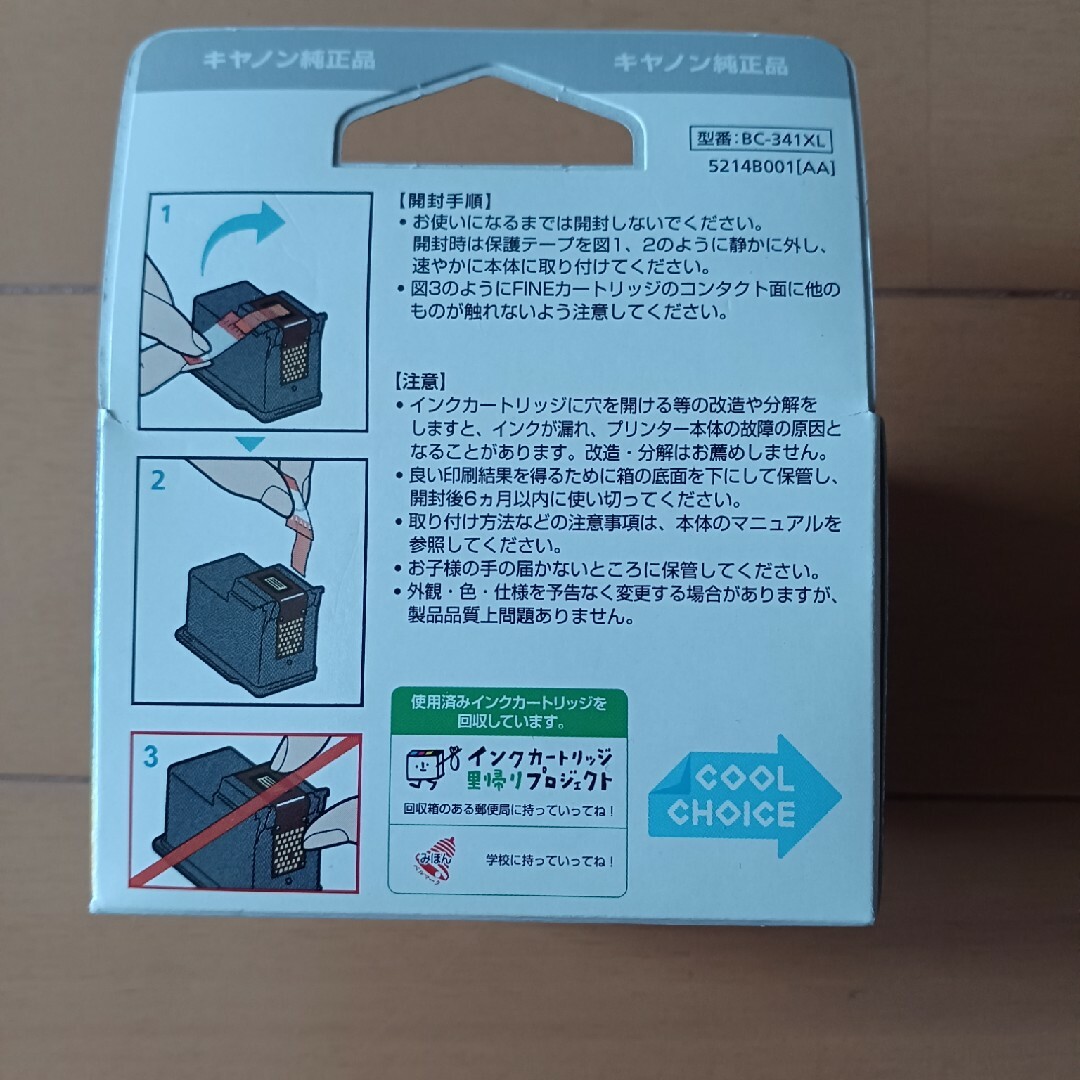 キヤノン純正品
キヤノン純正品
型番:BC-341XL
5214B001[AA]
1
2
3
【開封手順】
・お使いになるまでは開封しないでください。
開封時は保護テープを図1、2のように静かに外し、
速やかに本体に取り付けてください。
・図3のようにFINEカートリッジのコンタクト面に他の
ものが触れないよう注意してください。
【注意】
・インクカートリッジに穴を開ける等の改造や分解を
しますと、インクが漏れ、プリンター本体の故障の原因と
なることがあります。改造・分解はお薦めしません。
・良い印刷結果を得るために箱の底面を下にして保管し、
開封後6ヵ月以内に使い切ってください。
・取り付け方法などの注意事項は、本体のマニュアルを
参照してください。
・お子様の手の届かないところに保管してください。
・外観・色・仕様を予告なく変更する場合がありますが、
製品品質上問題ありません。
使用済みインクカートリッジを
回収しています。
インクカートリッジ
里帰りプロジェクト
回収箱のある郵便局に持っていってね!
みほん
ベルマーク
学校に持っていってね!
COOL
CHOICE